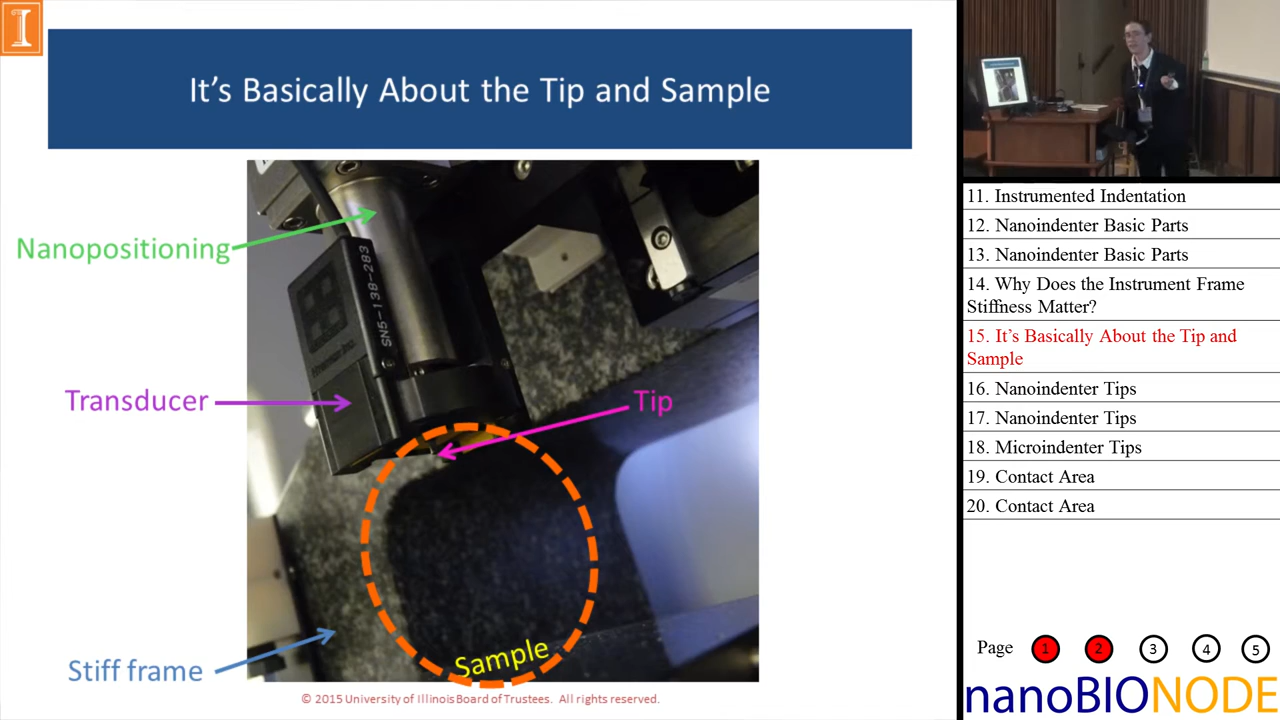 I
It's Basically About the Tip and Sample
Nanopositioning
SN5-138-283
Transducer
Tip
Stiff frame
Sample
© 2015 University of IllinoisBoard of Trustees. All rights reserved.
11. Instrumented Indentation
12. Nanoindenter Basic Parts
13. Nanoindenter Basic Parts
14. Why Does the Instrument Frame
Stiffness Matter?
15. It's Basically About the Tip and
Sample
16. Nanoindenter Tips
17. Nanoindenter Tips
18. Microindenter Tips
19. Contact Area
20. Contact Area
Page 1 2 3 4 5
nanoBIONODE